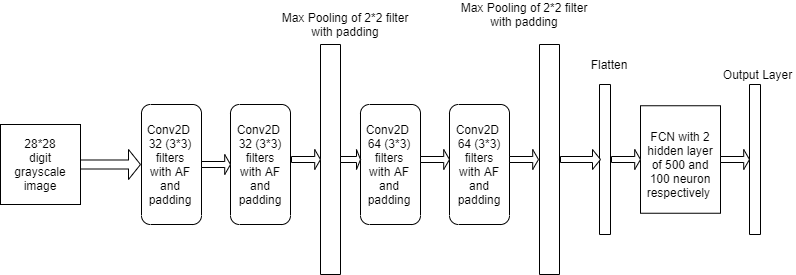 Max Pooling of 2*2 filter
with padding
Max Pooling of 2*2 filter
with padding
Flatten
Output Layer
28*28
digit
grayscale
image
Conv2D
32 (3*3)
filters
with AF
and
padding
Conv2D
32 (3*3)
filters
with AF
and
padding
Conv2D
64 (3*3)
filters
with AF
and
padding
Conv2D
64 (3*3)
filters
with AF
and
padding
FCN with 2
hidden layer
of 500 and
100 neuron
respectively